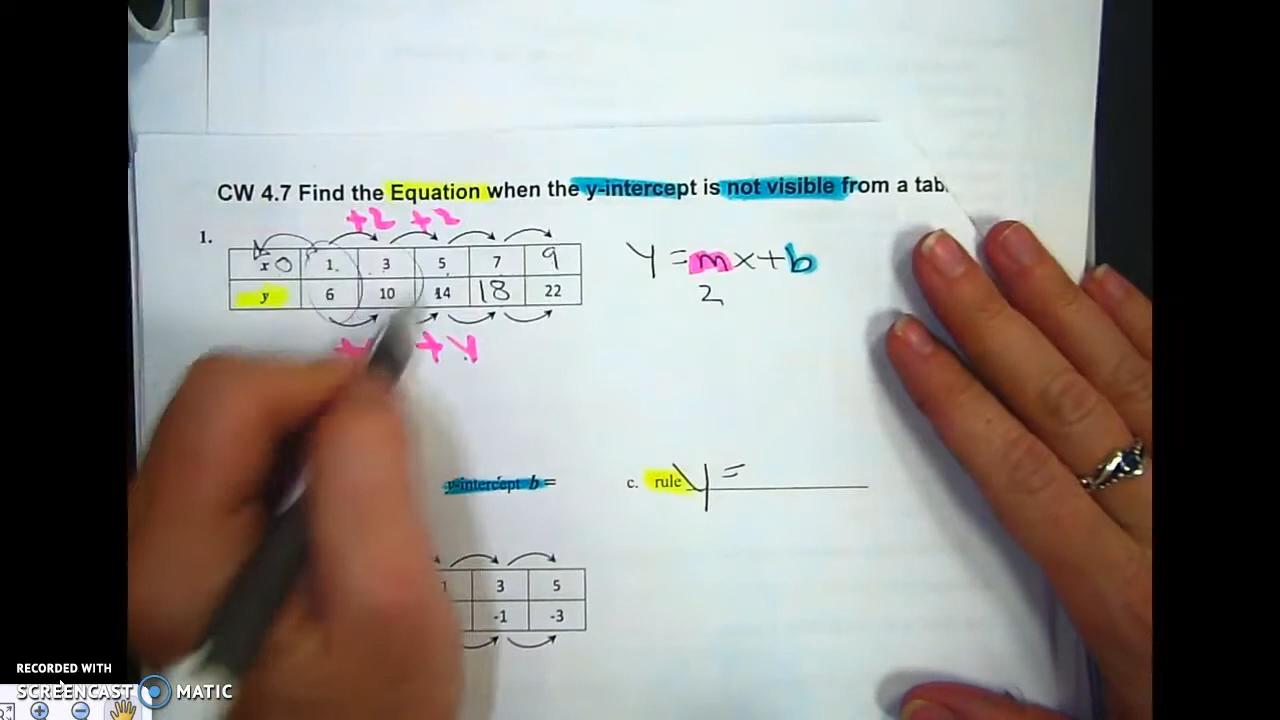 CW 4.7 Find the Equation when the y-intercept is not visible from a tab
+2 +2
1.
x 0 1 3 5 7 9
y 6 10 14 18 22
y = mx + b
2
y-intercept b =
c. rule y =
1 3 5
-1 -3
RECORDED WITH
SCREENCAST MATIC